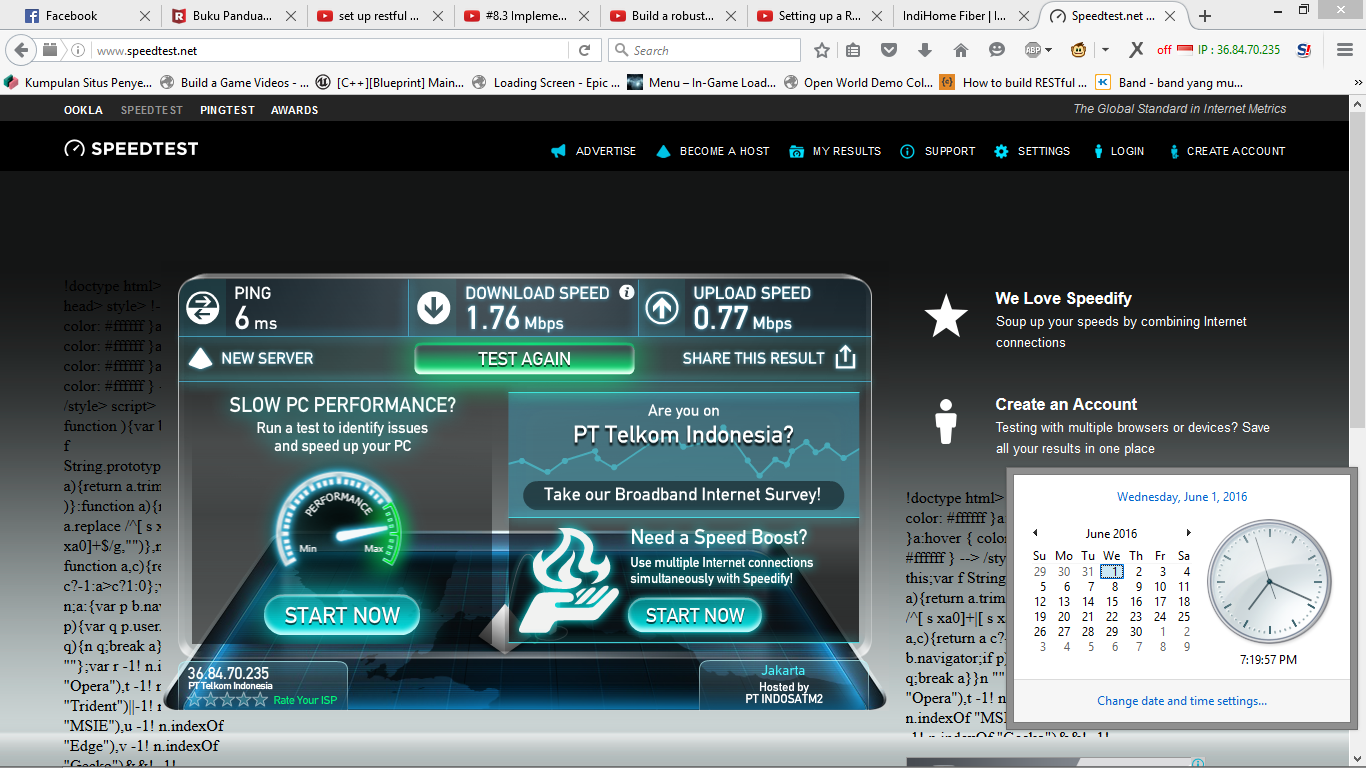 Facebook
Buku Pandua...
set up restful ...
#8.3 Impleme...
Build a robust...
Setting up a R...
IndiHome Fiber | I...
Speedtest.net ...
www.speedtest.net
Search
ABP
off IP : 36.84.70.235
Kumpulan Situs Penye...
Build a Game Videos - ...
[C++][Blueprint] Main...
Loading Screen - Epic ...
Menu – In-Game Load...
Open World Demo Col...
How to build RESTful ...
Band - band yang mu...
OOKLA SPEEDTEST PINGTEST AWARDS
The Global Standard in Internet Metrics
SPEEDTEST
ADVERTISE BECOME A HOST MY RESULTS SUPPORT SETTINGS LOGIN CREATE ACCOUNT
!doctype html>
head> style> !-
color: #ffffff }a
color: #ffffff }a
color: #ffffff }a
color: #ffffff } -
/style> script>
function ){var
f
String.prototyp
a){return a.trim
)}:function a){r
a.replace /^[ s x
xa0]+$/g,"")},n
function a,c){re
c?-1:a>c?1:0};v
n;a:{var p b.nav
p){var q p.user.
q){n q;break a}
""};var r -1! n.i
"Opera"),t -1! r
"Trident")||-1! r
"MSIE"),u -1! n.indexOf
"Edge"),v -1! n.indexOf
"Gecko")&&! -1!
PING
6 ms
DOWNLOAD SPEED
1.76 Mbps
UPLOAD SPEED
0.77 Mbps
NEW SERVER
TEST AGAIN
SHARE THIS RESULT
SLOW PC PERFORMANCE?
Run a test to identify issues
and speed up your PC
PERFORMANCE
Min Max
START NOW
Are you on
PT Telkom Indonesia?
Take our Broadband Internet Survey!
Need a Speed Boost?
Use multiple Internet connections
simultaneously with Speedify!
START NOW
36.84.70.235
PT Telkom Indonesia
Rate Your ISP
Jakarta
Hosted by
PT INDOSATM2
We Love Speedify
Soup up your speeds by combining Internet
connections
Create an Account
Testing with multiple browsers or devices? Save
all your results in one place
!doctype html>
color: #ffffff }a
}a:hover { colo
#ffffff } --> /sty
this;var f String
a){return a.trim
/^[ s xa0]+|[ s
a,c){return a c?
b.navigator;if p)
q;break a}}n ""
"Opera"),t -1! r
n.indexOf "MSI
Wednesday, June 1, 2016
June 2016
Su Mo Tu We Th Fr Sa
29 30 31 1 2 3 4
5 6 7 8 9 10 11
12 13 14 15 16 17 18
19 20 21 22 23 24 25
26 27 28 29 30 1 2
3 4 5 6 7 8 9
7:19:57 PM
Change date and time settings...